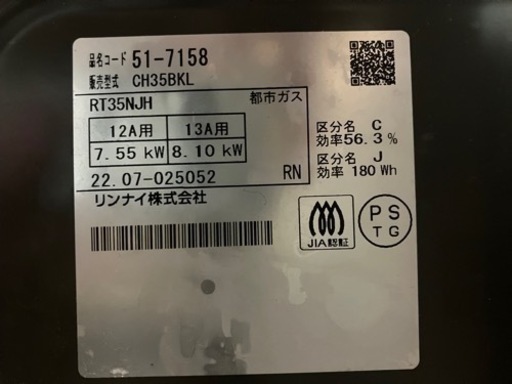 品名コード 51-7158
販売型式 CH35BKL
RT35NJH 都市ガス
12A用 13A用
7.55 kW 8.10 kW
22.07-025052 RN
リンナイ株式会社
区分名 C
効率56.3%
区分名 J
効率 180 Wh
JIA認証
PS
TG